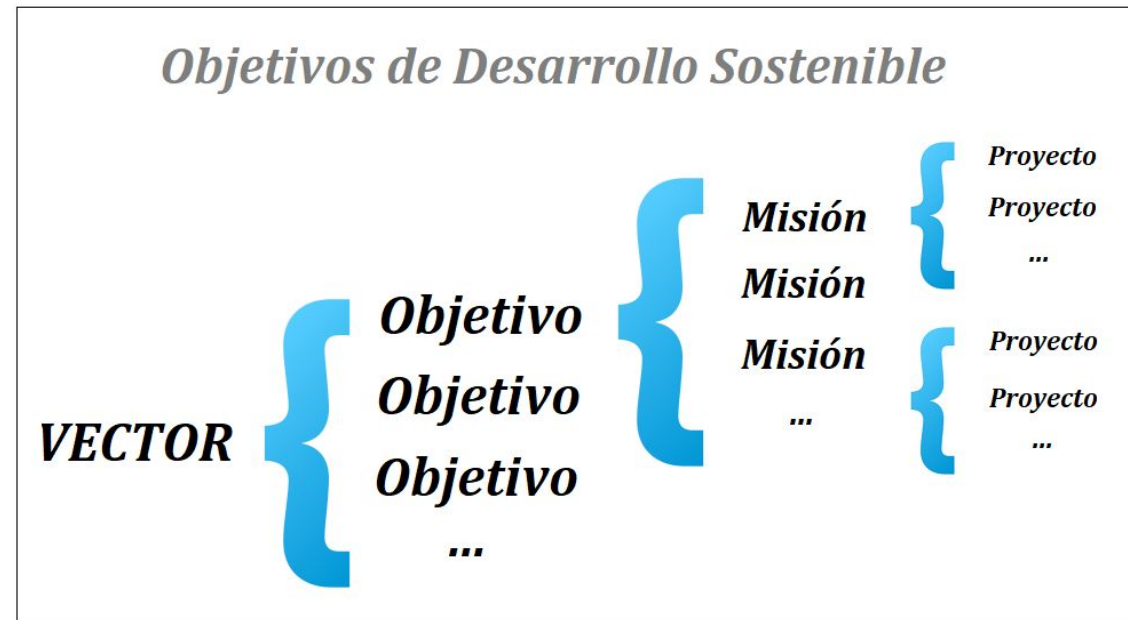 Objetivos de Desarrollo Sostenible
VECTOR
Objetivo
Objetivo
Objetivo
...
Misión
Misión
Misión
...
Proyecto
Proyecto
...
Proyecto
Proyecto
...